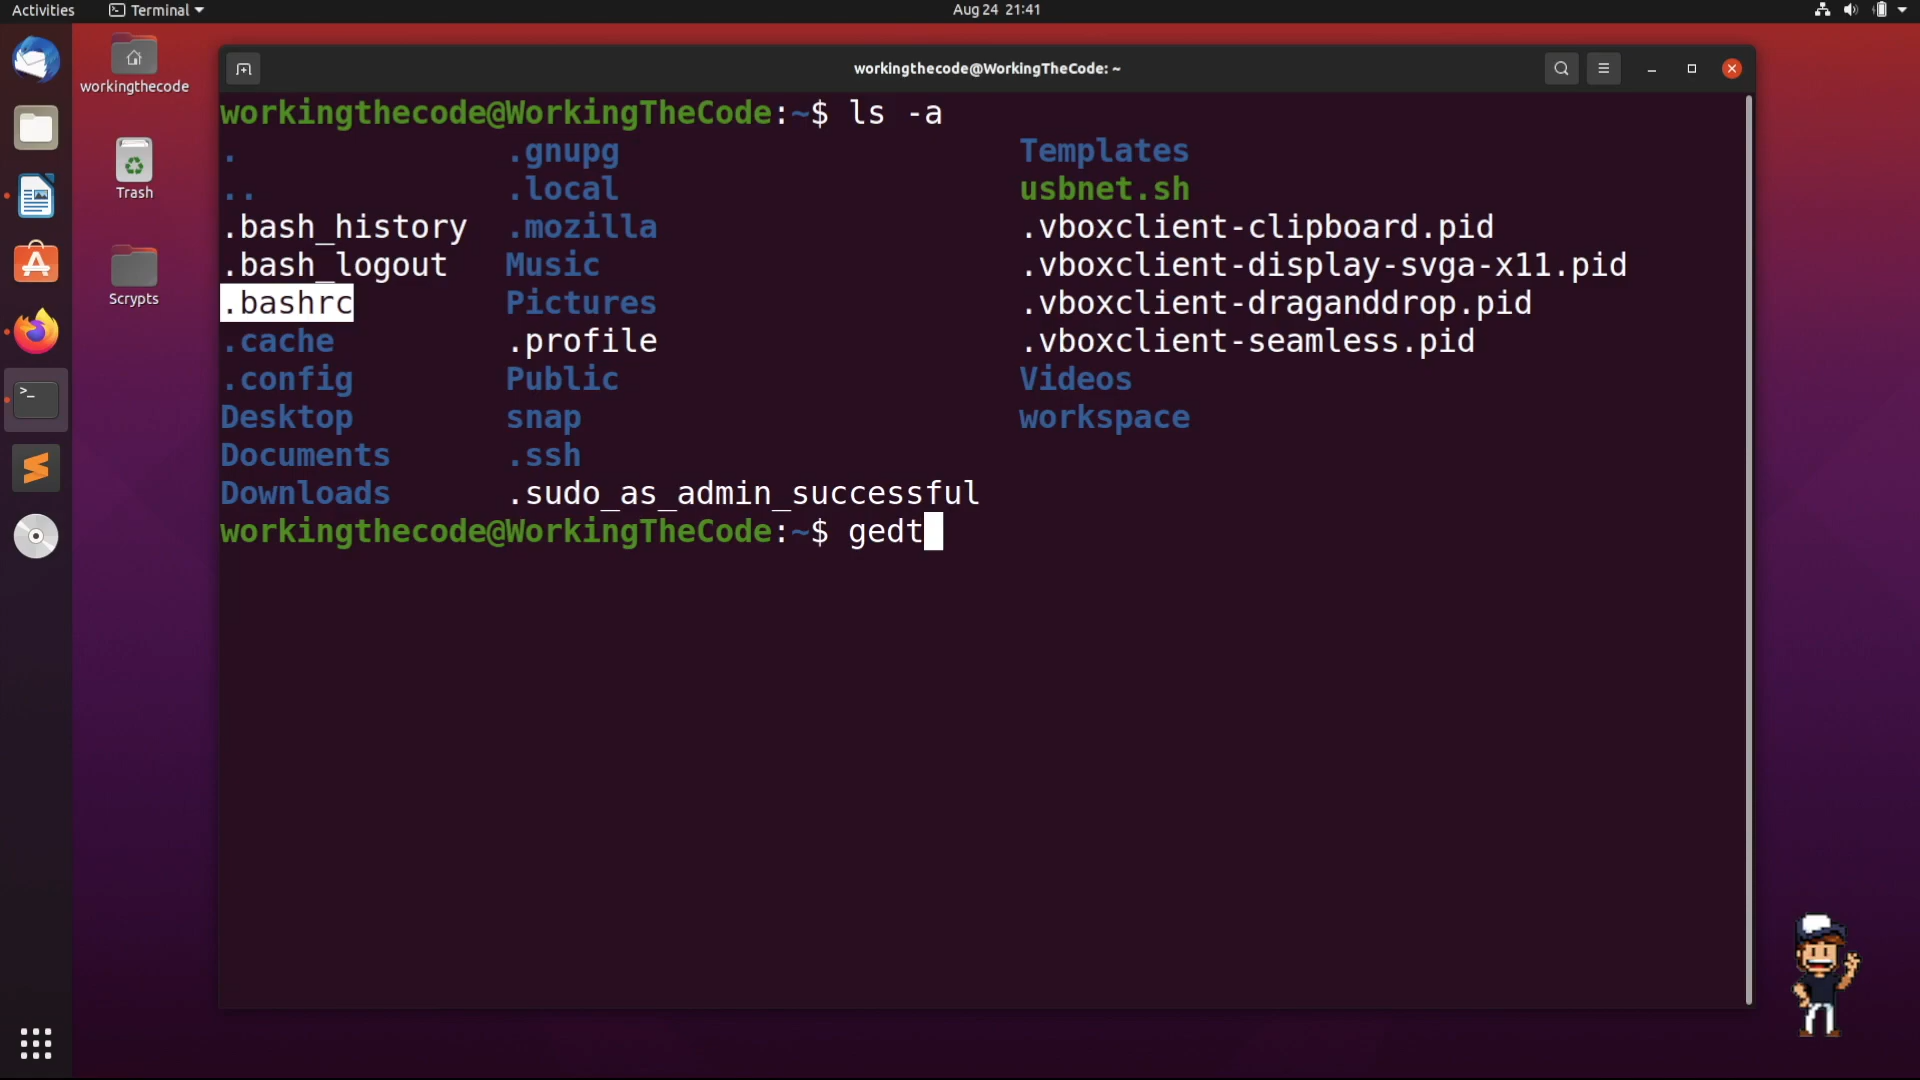 Activities Terminal Aug 24 21:41
workingthecode
Trash
Scrypts
workingthecode@WorkingTheCode: ~
workingthecode@WorkingTheCode:~$ ls -a
. .gnupg Templates
.. .local usbnet.sh
.bash_history .mozilla .vboxclient-clipboard.pid
.bash_logout Music .vboxclient-display-svga-x11.pid
.bashrc Pictures .vboxclient-draganddrop.pid
.cache .profile .vboxclient-seamless.pid
.config Public Videos
Desktop snap workspace
Documents .ssh
Downloads .sudo_as_admin_successful
workingthecode@WorkingTheCode:~$ gedt